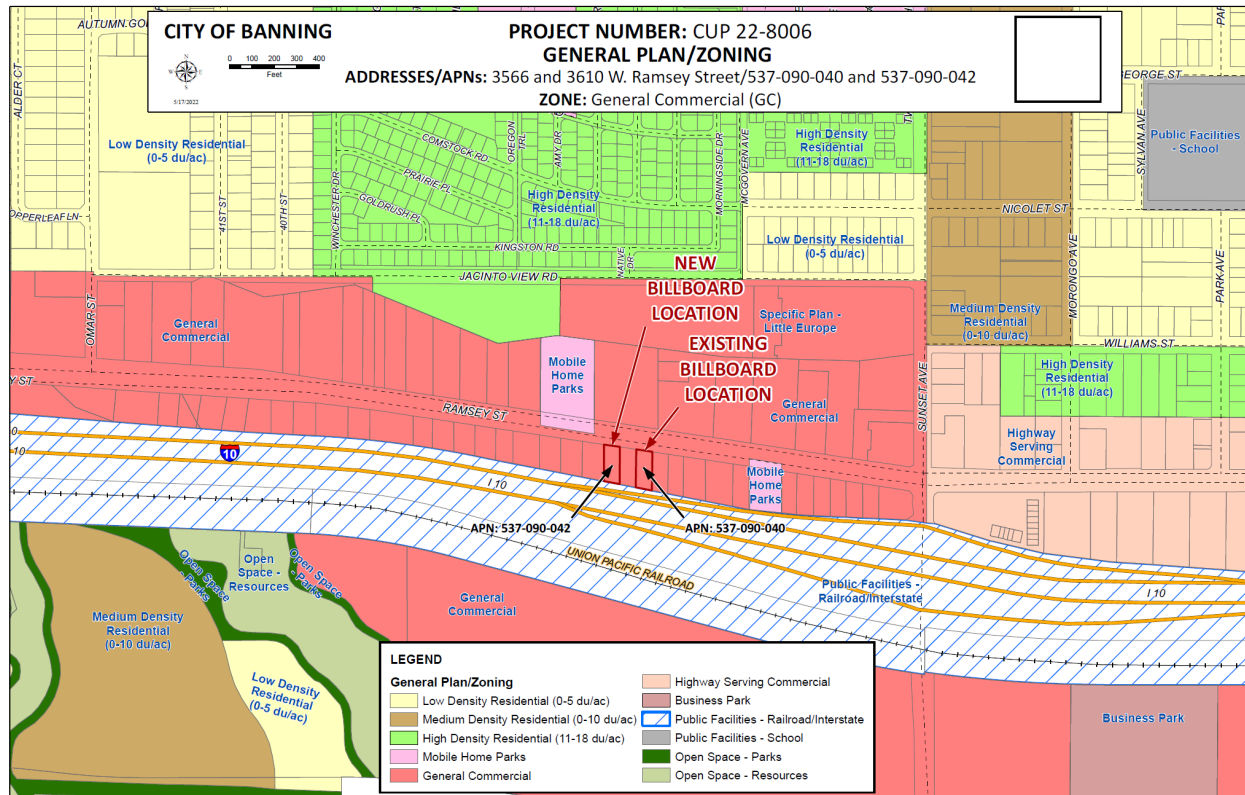 CITY OF BANNING
PROJECT NUMBER: CUP 22-8006
GENERAL PLAN/ZONING
ADDRESSES/APNs: 3566 and 3610 W. Ramsey Street/537-090-040 and 537-090-042
ZONE: General Commercial (GC)
N
W
E
S
0 100 200 300 400
Feet
5/17/2022
ALDER CT
GEORGE ST
SYLVAN AVE
Public Facilities
- School
Low Density Residential
(0-5 du/ac)
COMSTOCK RD
OREGON
TRL
AMY DR
PRAIRIE PL
GOLDRUSH PL
High Density
Residential
(11-18 du/ac)
MORNINGSIDE DR
MCGOVERN AVE
High Density
Residential
(11-18 du/ac)
41ST ST
40TH ST
WINCHESTER DR
KINGSTON RD
NATIVE
DR
JACINTO VIEW RD
Low Density Residential
(0-5 du/ac)
NICOLET ST
MORONGO AVE
PARK AVE
NEW
BILLBOARD
LOCATION
OMAR ST
General
Commercial
Specific Plan -
Little Europe
Medium Density
Residential
(0-10 du/ac)
WILLIAMS ST
EXISTING
BILLBOARD
LOCATION
Mobile
Home
Parks
High Density
Residential
(11-18 du/ac)
SUNSET AVE
Y ST
RAMSEY ST
General
Commercial
Highway
Serving
Commercial
0
10
10
I 10
Mobile
Home
Parks
APN: 537-090-042
APN: 537-090-040
UNION PACIFIC RAILROAD
Public Facilities -
Railroad/Interstate
I 10
Open Space
- Parks
Open
Space -
Resources
Open Space
- Parks
General
Commercial
Medium Density
Residential
(0-10 du/ac)
Low Density
Residential
(0-5 du/ac)
Business Park
LEGEND
General Plan/Zoning
Low Density Residential (0-5 du/ac)
Medium Density Residential (0-10 du/ac)
High Density Residential (11-18 du/ac)
Mobile Home Parks
General Commercial
Highway Serving Commercial
Business Park
Public Facilities - Railroad/Interstate
Public Facilities - School
Open Space - Parks
Open Space - Resources